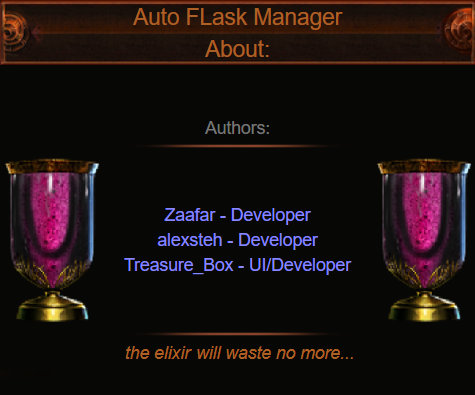 Auto FLask Manager
About:
Authors:
Zaafar - Developer
alexsteh - Developer
Treasure_Box - UI/Developer
the elixir will waste no more...